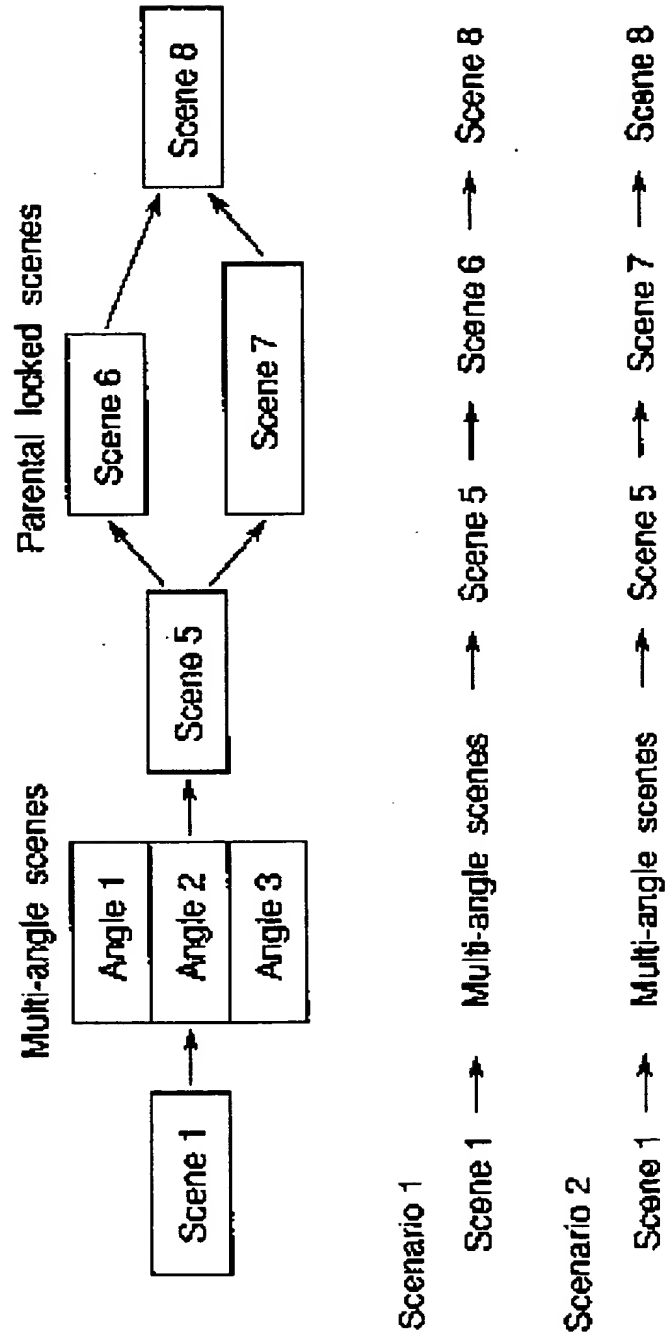 Multi-angle scenes
Parental locked scenes
Scene 1
Angle 1
Angle 2
Angle 3
Scene 5
Scene 6
Scene 7
Scene 8
Scenario 1
Scene 1 → Multi-angle scenes → Scene 5 → Scene 6 → Scene 8
Scenario 2
Scene 1 → Multi-angle scenes → Scene 5 → Scene 7 → Scene 8